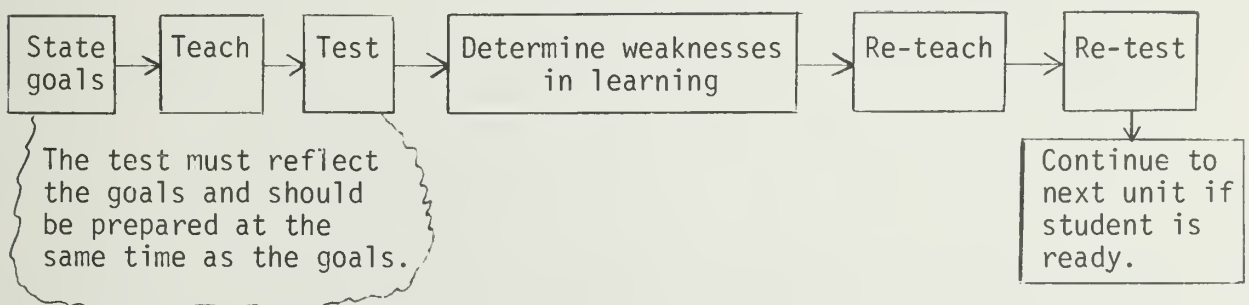 State
goals
Teach
Test
Determine weaknesses
in learning
Re-teach
Re-test
The test must reflect
the goals and should
be prepared at the
same time as the goals.
Continue to
next unit if
student is
ready.